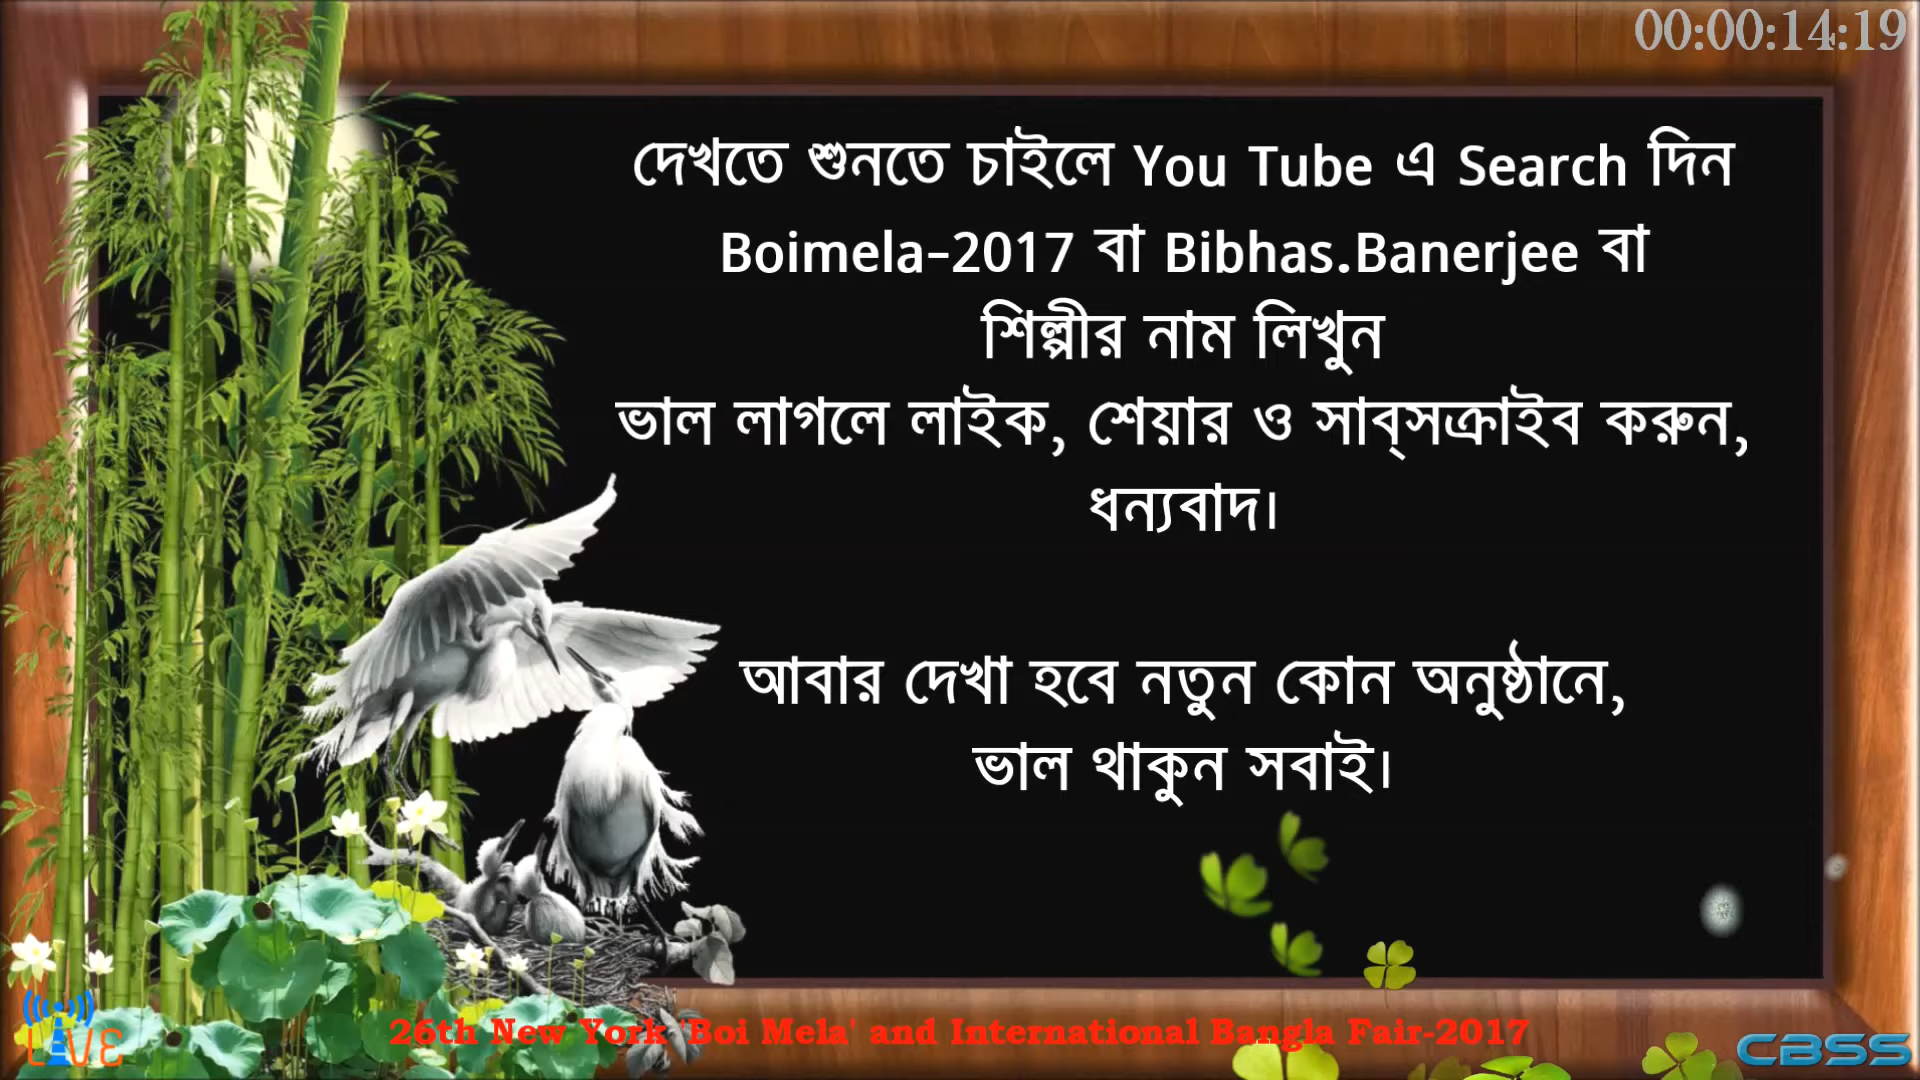 00:00:14:19
দেখতে শুনতে চাইলে You Tube এ Search দিন
Boimela-2017 বা Bibhas.Banerjee বা
শিল্পীর নাম লিখুন
ভাল লাগলে লাইক, শেয়ার ও সাব্‌সক্রাইব করুন,
ধন্যবাদ।
আবার দেখা হবে নতুন কোন অনুষ্ঠানে,
ভাল থাকুন সবাই।
LIVE
26th New York 'Boi Mela' and International Bangla Fair-2017
CBSS